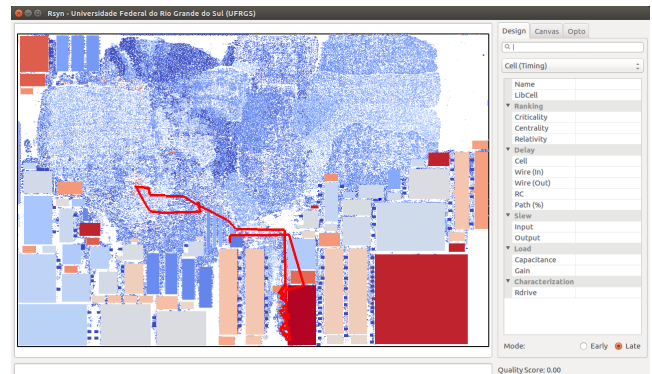 Rsyn - Universidade Federal do Rio Grande do Sul (UFRGS)
Design Canvas Opto
Cell (Timing)
Name
LibCell
Ranking
Criticality
Centrality
Relativity
Delay
Cell
Wire (In)
Wire (Out)
RC
Path (%)
Slew
Input
Output
Load
Capacitance
Gain
Characterization
Rdrive
Mode: Early Late
Quality Score: 0.00